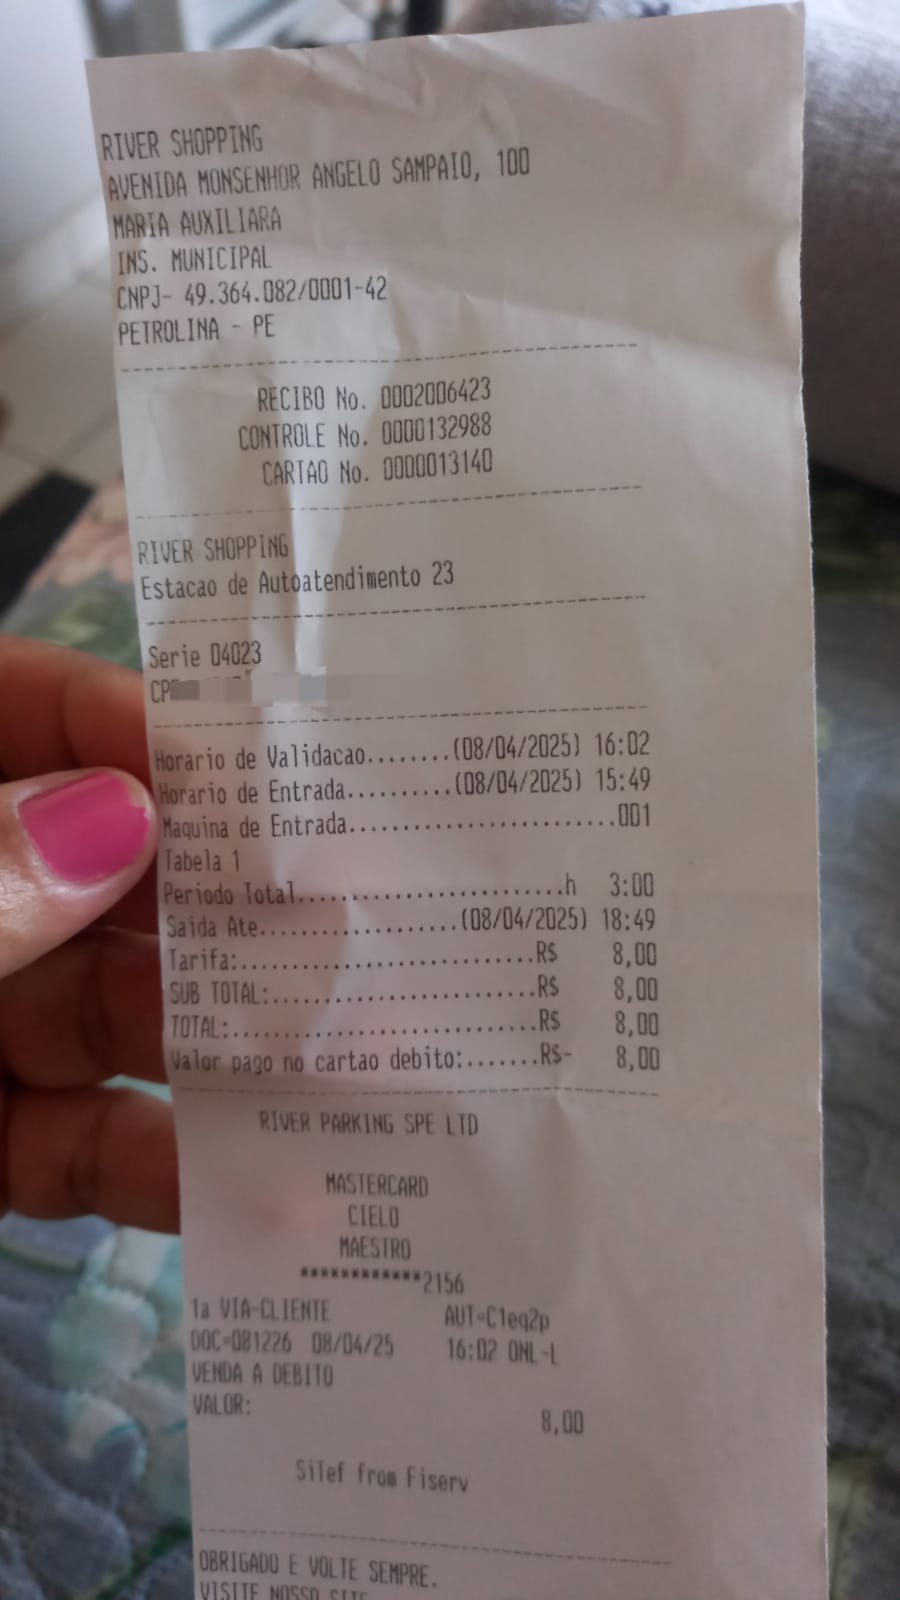 RIVER SHOPPING
AVENIDA MONSENHOR ANGELO SAMPAIO, 100
MARIA AUXILIARA
INS. MUNICIPAL
CNPJ- 49.364.082/0001-42
PETROLINA - PE
RECIBO No. 0002006423
CONTROLE No. 0000132988
CARTAO No. 0000013140
RIVER SHOPPING
Estacao de Autoatendimento 23
Serie 04023
Horario de Validacao........(08/04/2025) 16:02
Horario de Entrada..........(08/04/2025) 15:49
Maquina de Entrada.........................001
Tabela 1
Periodo Total.........................h 3:00
Saida Ate...................(08/04/2025) 18:49
Tarifa:...........................R$ 8,00
SUB TOTAL:........................R$ 8,00
TOTAL:............................R$ 8,00
Valor pago no cartao debito:.......R$- 8,00
RIVER PARKING SPE LTD
MASTERCARD
CIELO
MAESTRO
************2156
1a VIA-CLIENTE AUT=C1eq2p
DOC=081226 08/04/25 16:02 ONL-L
VENDA A DEBITO
VALOR: 8,00
SiTef from Fiserv
OBRIGADO E VOLTE SEMPRE.
VISITE NOSSO SITE